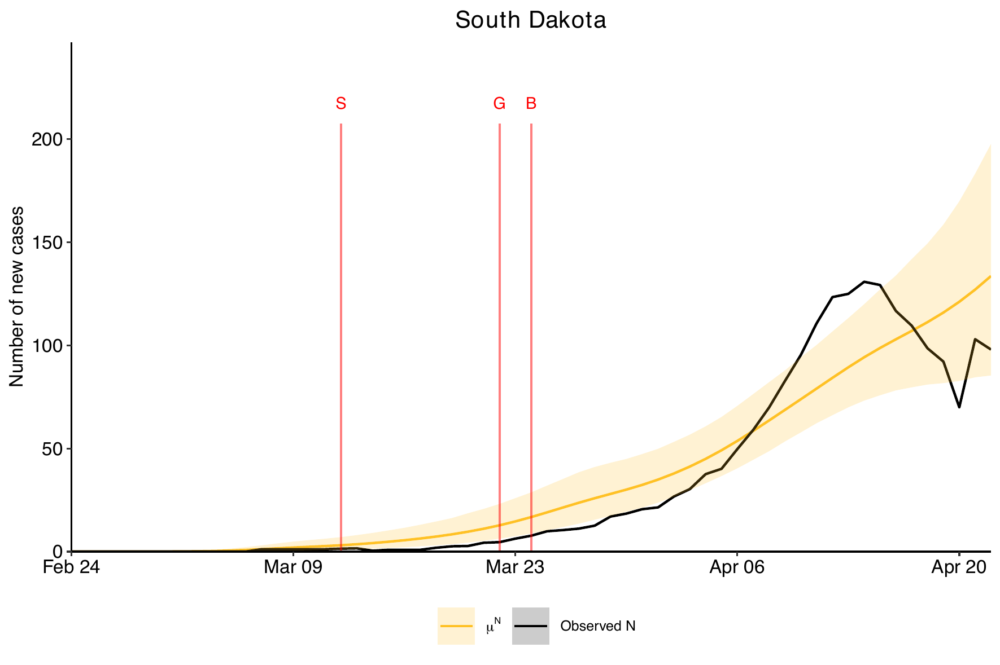 South Dakota
Number of new cases
S G B
200
150
100
50
0
Feb 24 Mar 09 Mar 23 Apr 06 Apr 20
μᴺ Observed N